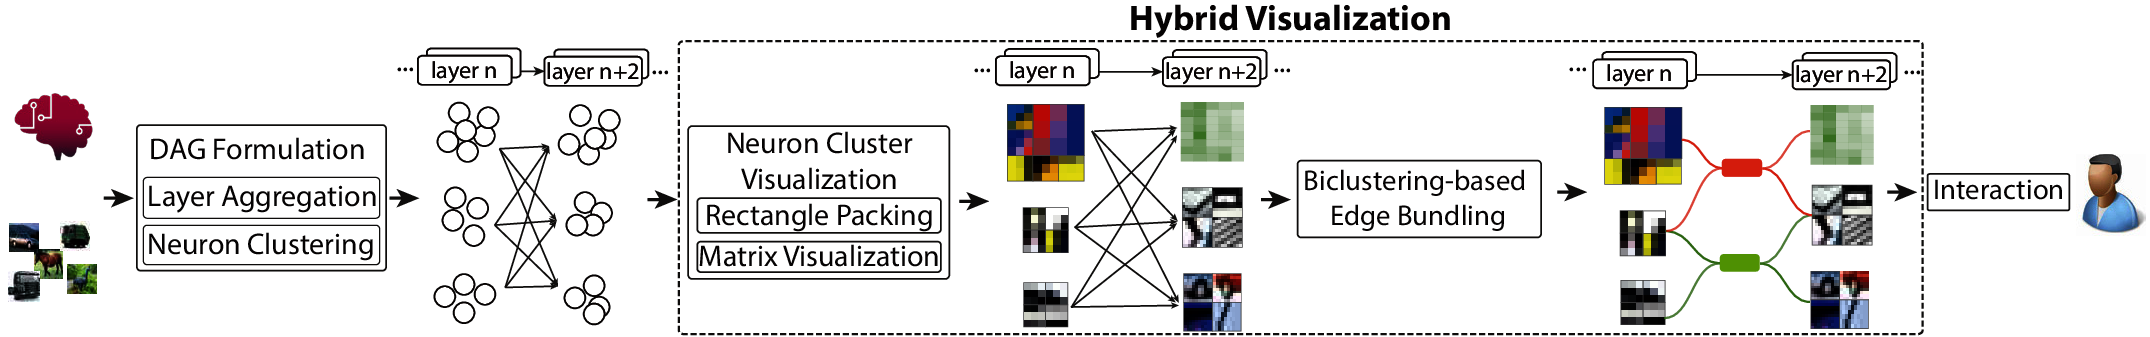 Hybrid Visualization
DAG Formulation
Layer Aggregation
Neuron Clustering
... layer n layer n+2 ...
Neuron Cluster
Visualization
Rectangle Packing
Matrix Visualization
... layer n layer n+2 ...
Biclustering-based
Edge Bundling
... layer n layer n+2 ...
Interaction